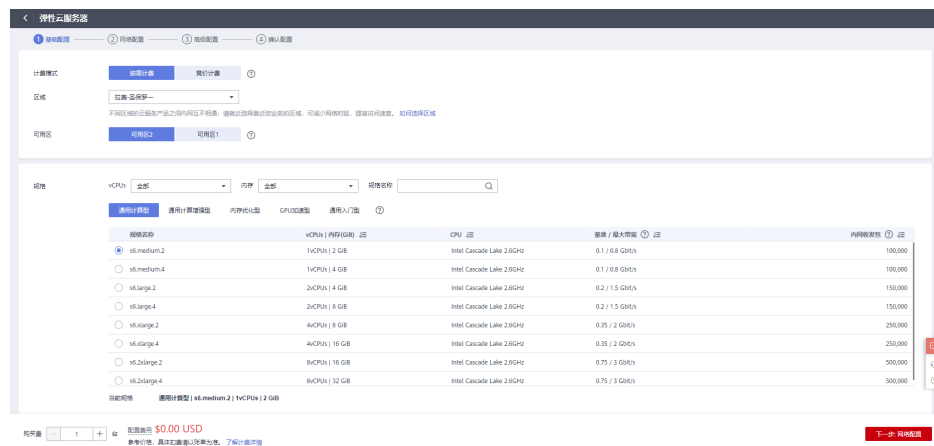 弹性云服务器
1 基础配置 2 网络配置 3 高级配置 4 确认配置
计费模式 按需计费 竞价计费
区域 拉美-圣保罗一
不同区域的云服务产品之间内网互不相通；请就近选择靠近您业务的区域，可减少网络时延，提高访问速度。 如何选择区域
可用区 可用区2 可用区1
规格 vCPUs 全部 内存 全部 规格名称
通用计算型 通用计算增强型 内存优化型 GPU加速型 通用入门型
规格名称 vCPUs | 内存(GiB) CPU 基准 / 最大带宽 内网收发包
s6.medium.2 1vCPUs | 2 GiB Intel Cascade Lake 2.6GHz 0.1 / 0.8 Gbit/s 100,000
s6.medium.4 1vCPUs | 4 GiB Intel Cascade Lake 2.6GHz 0.1 / 0.8 Gbit/s 100,000
s6.large.2 2vCPUs | 4 GiB Intel Cascade Lake 2.6GHz 0.2 / 1.5 Gbit/s 150,000
s6.large.4 2vCPUs | 8 GiB Intel Cascade Lake 2.6GHz 0.2 / 1.5 Gbit/s 150,000
s6.xlarge.2 4vCPUs | 8 GiB Intel Cascade Lake 2.6GHz 0.35 / 2 Gbit/s 250,000
s6.xlarge.4 4vCPUs | 16 GiB Intel Cascade Lake 2.6GHz 0.35 / 2 Gbit/s 250,000
s6.2xlarge.2 8vCPUs | 16 GiB Intel Cascade Lake 2.6GHz 0.75 / 3 Gbit/s 500,000
s6.2xlarge.4 8vCPUs | 32 GiB Intel Cascade Lake 2.6GHz 0.75 / 3 Gbit/s 500,000
当前规格 通用计算型 | s6.medium.2 | 1vCPUs | 2 GiB
购买量 1 台 配置费用 $0.00 USD 下一步: 网络配置
参考价格，具体扣费请以账单为准。 了解计费详情